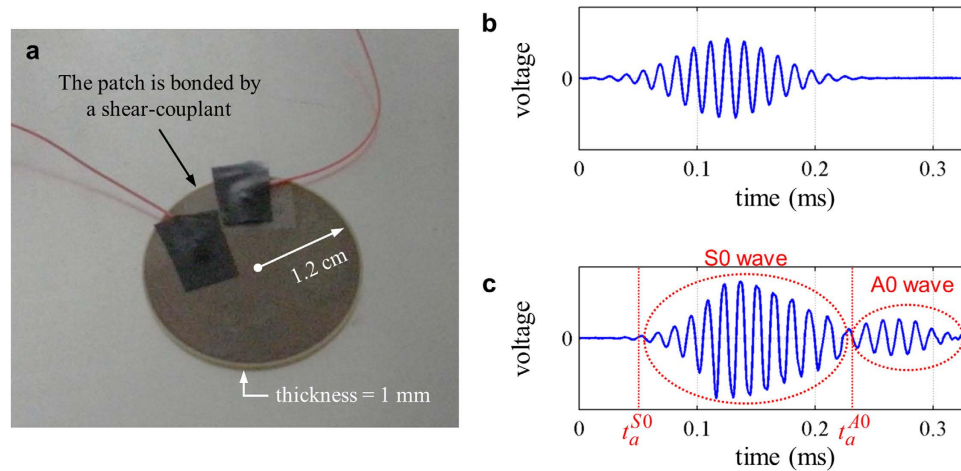 a
The patch is bonded by
a shear-couplant
1.2 cm
thickness = 1 mm
b
voltage
0
0 0.1 0.2 0.3
time (ms)
c
S0 wave
A0 wave
voltage
0
0 0.1 0.2 0.3
t_a^{S0} t_a^{A0}
time (ms)